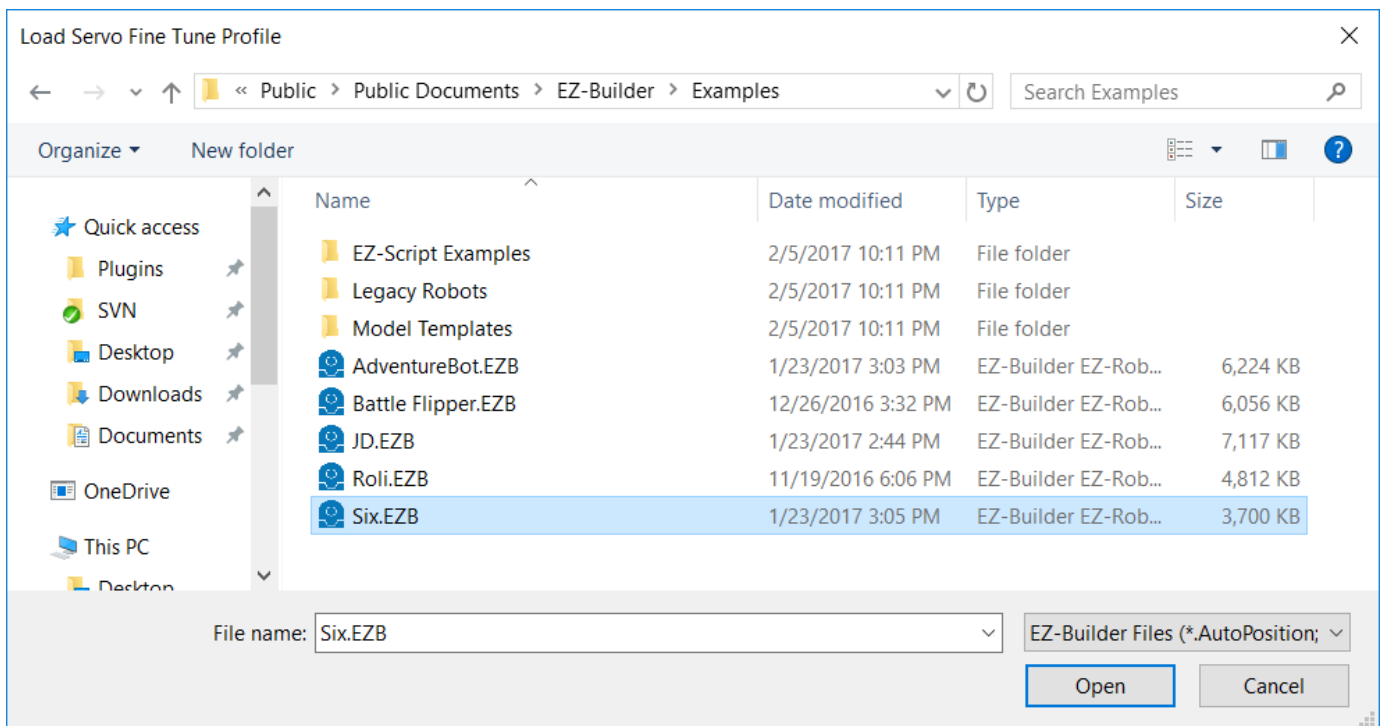 Load Servo Fine Tune Profile
« Public > Public Documents > EZ-Builder > Examples
Search Examples
Organize
New folder
?
Name Date modified Type Size
Quick access
Plugins
SVN
Desktop
Downloads
Documents
OneDrive
This PC
Desktop
EZ-Script Examples 2/5/2017 10:11 PM File folder
Legacy Robots 2/5/2017 10:11 PM File folder
Model Templates 2/5/2017 10:11 PM File folder
AdventureBot.EZB 1/23/2017 3:03 PM EZ-Builder EZ-Rob... 6,224 KB
Battle Flipper.EZB 12/26/2016 3:32 PM EZ-Builder EZ-Rob... 6,056 KB
JD.EZB 1/23/2017 2:44 PM EZ-Builder EZ-Rob... 7,117 KB
Roli.EZB 11/19/2016 6:06 PM EZ-Builder EZ-Rob... 4,812 KB
Six.EZB 1/23/2017 3:05 PM EZ-Builder EZ-Rob... 3,700 KB
File name: Six.EZB
EZ-Builder Files (*.AutoPosition;
Open
Cancel